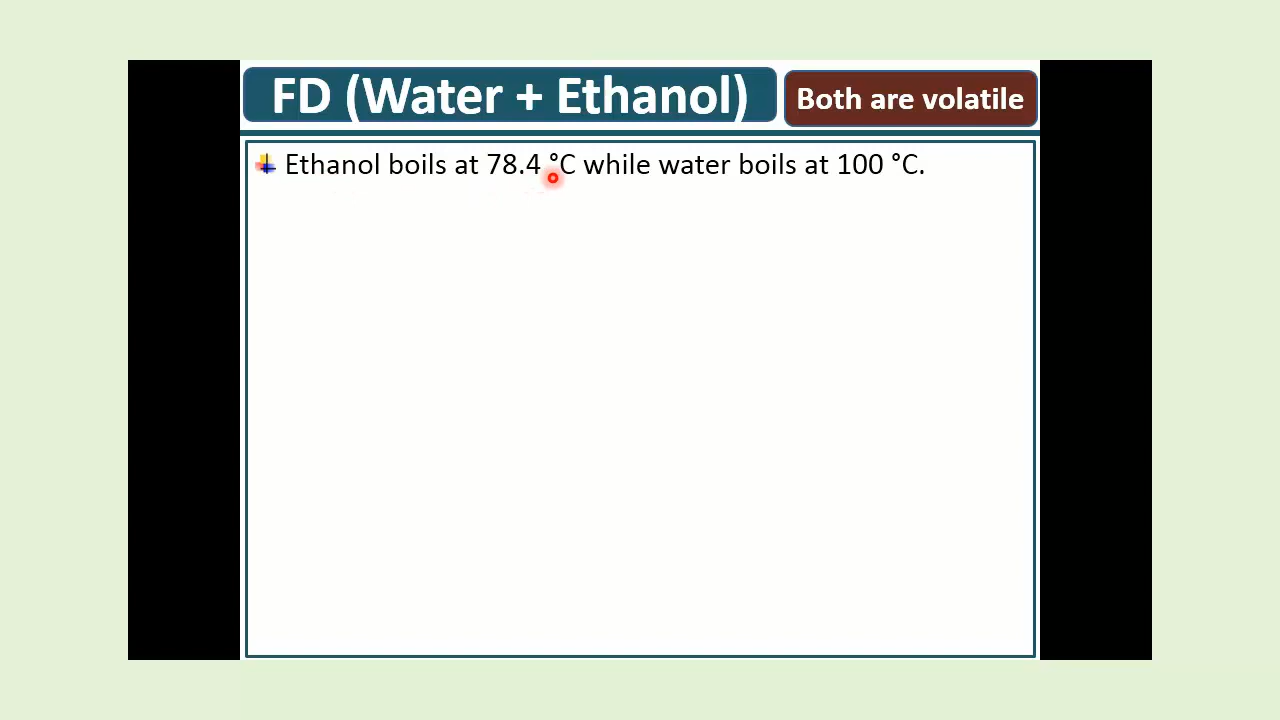 FD (Water + Ethanol)
Both are volatile
Ethanol boils at 78.4 °C while water boils at 100 °C.